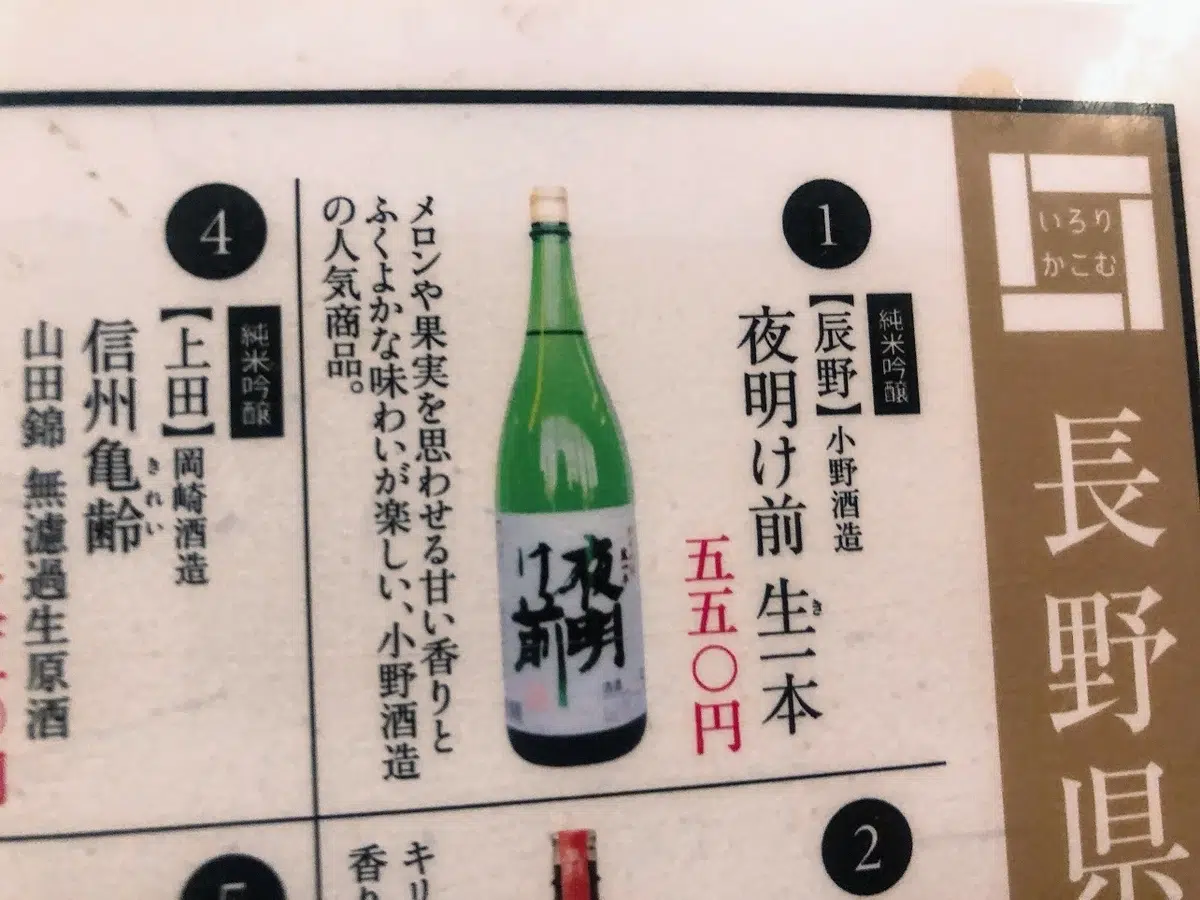 いろり
かこむ
長野県
1
純米吟醸
【辰野】小野酒造
夜明け前 生一本
き
五五〇円
夜明
け前
メロンや果実を思わせる甘い香りと
ふくよかな味わいが楽しい、小野酒造
の人気商品。
2
キリ
香り
4
純米吟醸
【上田】岡崎酒造
信州亀齢
きれい
山田錦 無濾過生原酒
5